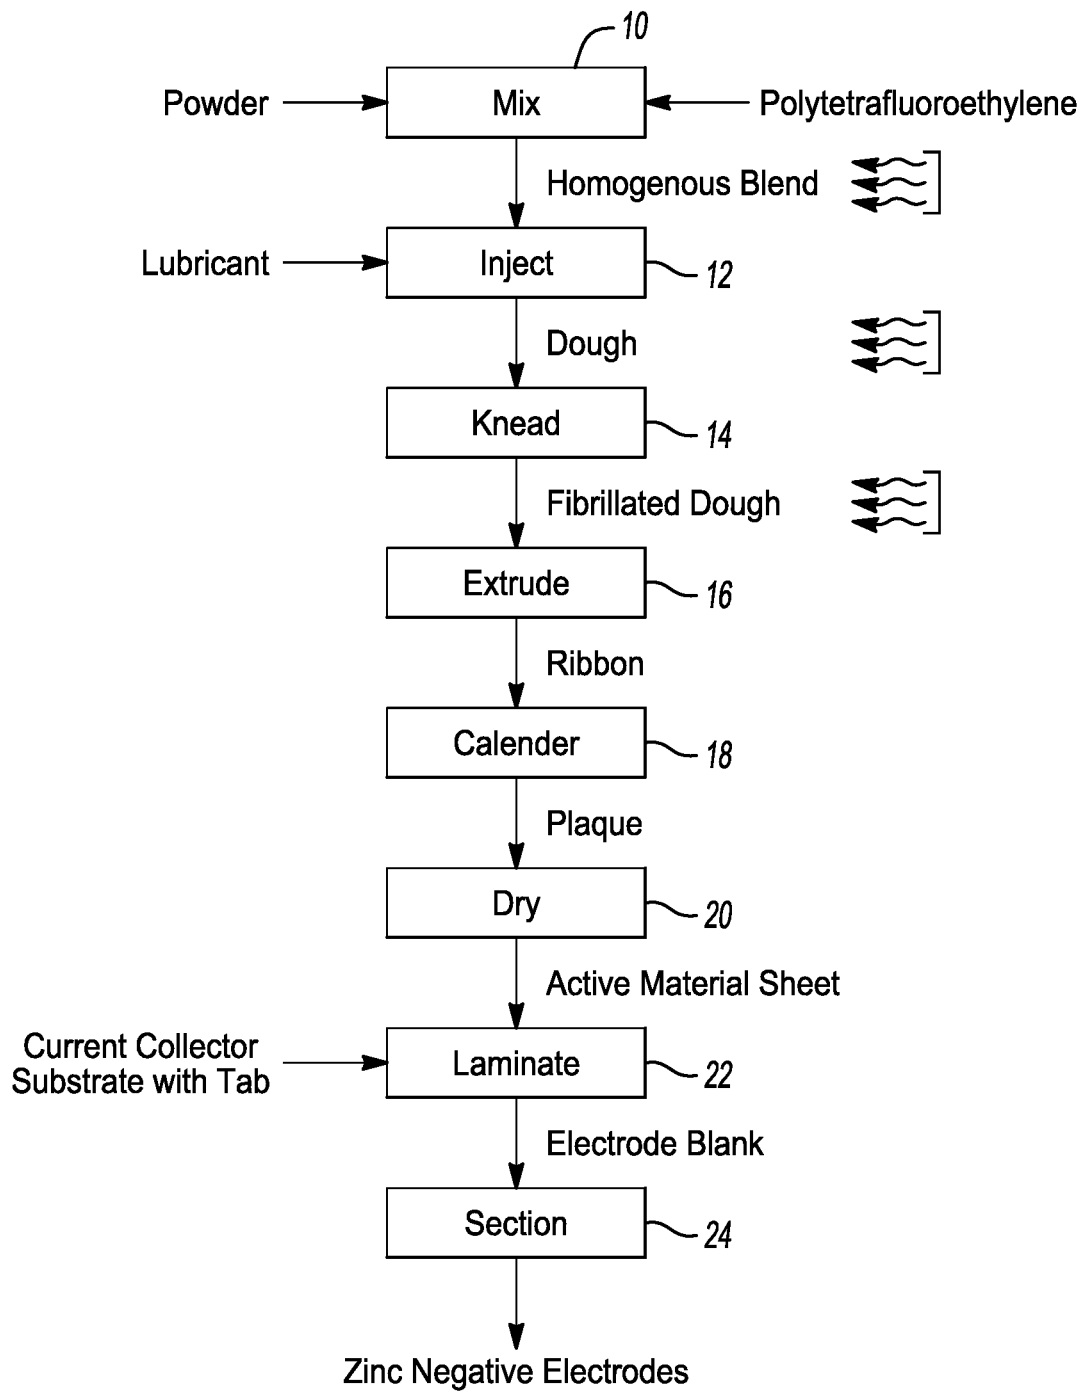 10
Powder
Mix
Polytetrafluoroethylene
Homogenous Blend
Lubricant
Inject
12
Dough
Knead
14
Fibrillated Dough
Extrude
16
Ribbon
Calender
18
Plaque
Dry
20
Active Material Sheet
Current Collector
Substrate with Tab
Laminate
22
Electrode Blank
Section
24
Zinc Negative Electrodes